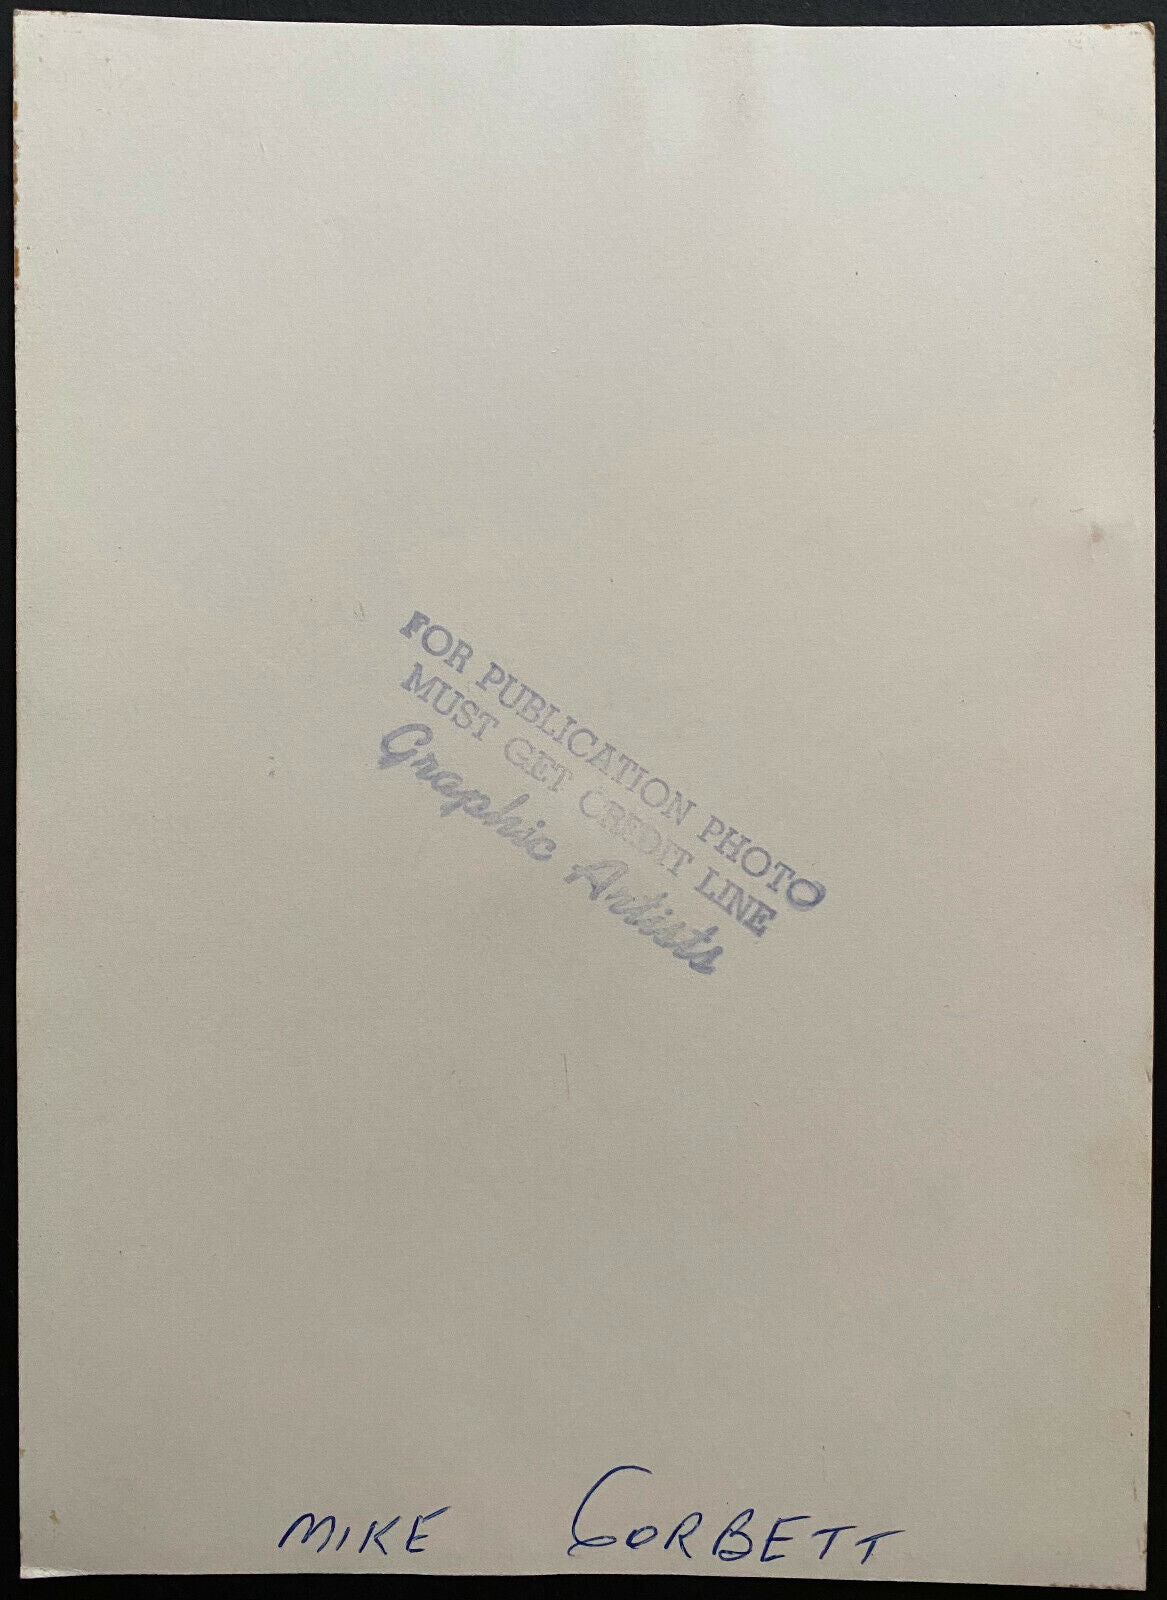 FOR PUBLICATION PHOTO
MUST GET CREDIT LINE
Graphic Artists
MIKE CORBETT